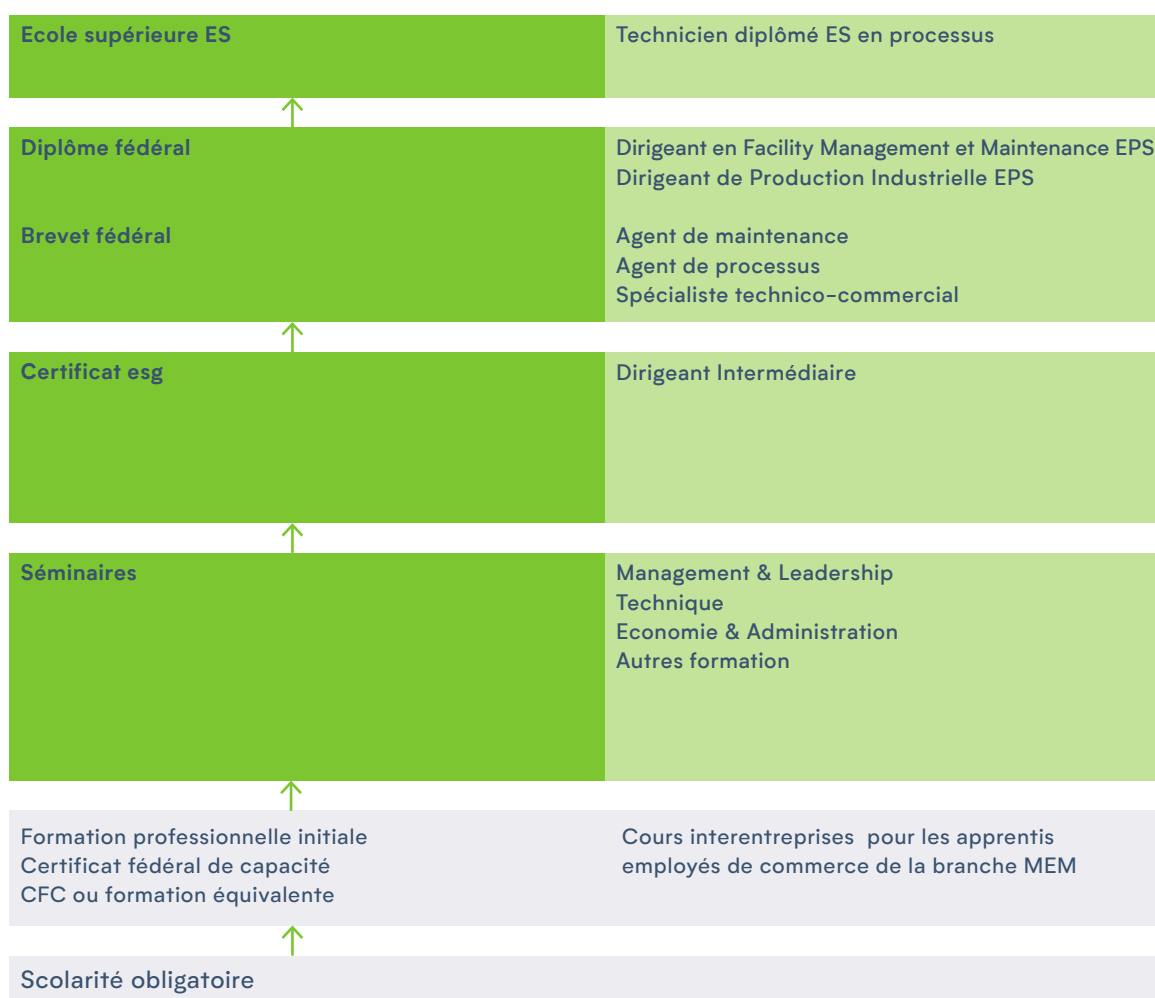 Ecole supérieure ES
Technicien diplômé ES en processus
Diplôme fédéral
Dirigeant en Facility Management et Maintenance EPS
Dirigeant de Production Industrielle EPS
Brevet fédéral
Agent de maintenance
Agent de processus
Spécialiste technico-commercial
Certificat esg
Dirigeant Intermédiaire
Séminaires
Management & Leadership
Technique
Economie & Administration
Autres formation
Formation professionnelle initiale
Certificat fédéral de capacité
CFC ou formation équivalente
Cours interentreprises pour les apprentis
employés de commerce de la branche MEM
Scolarité obligatoire